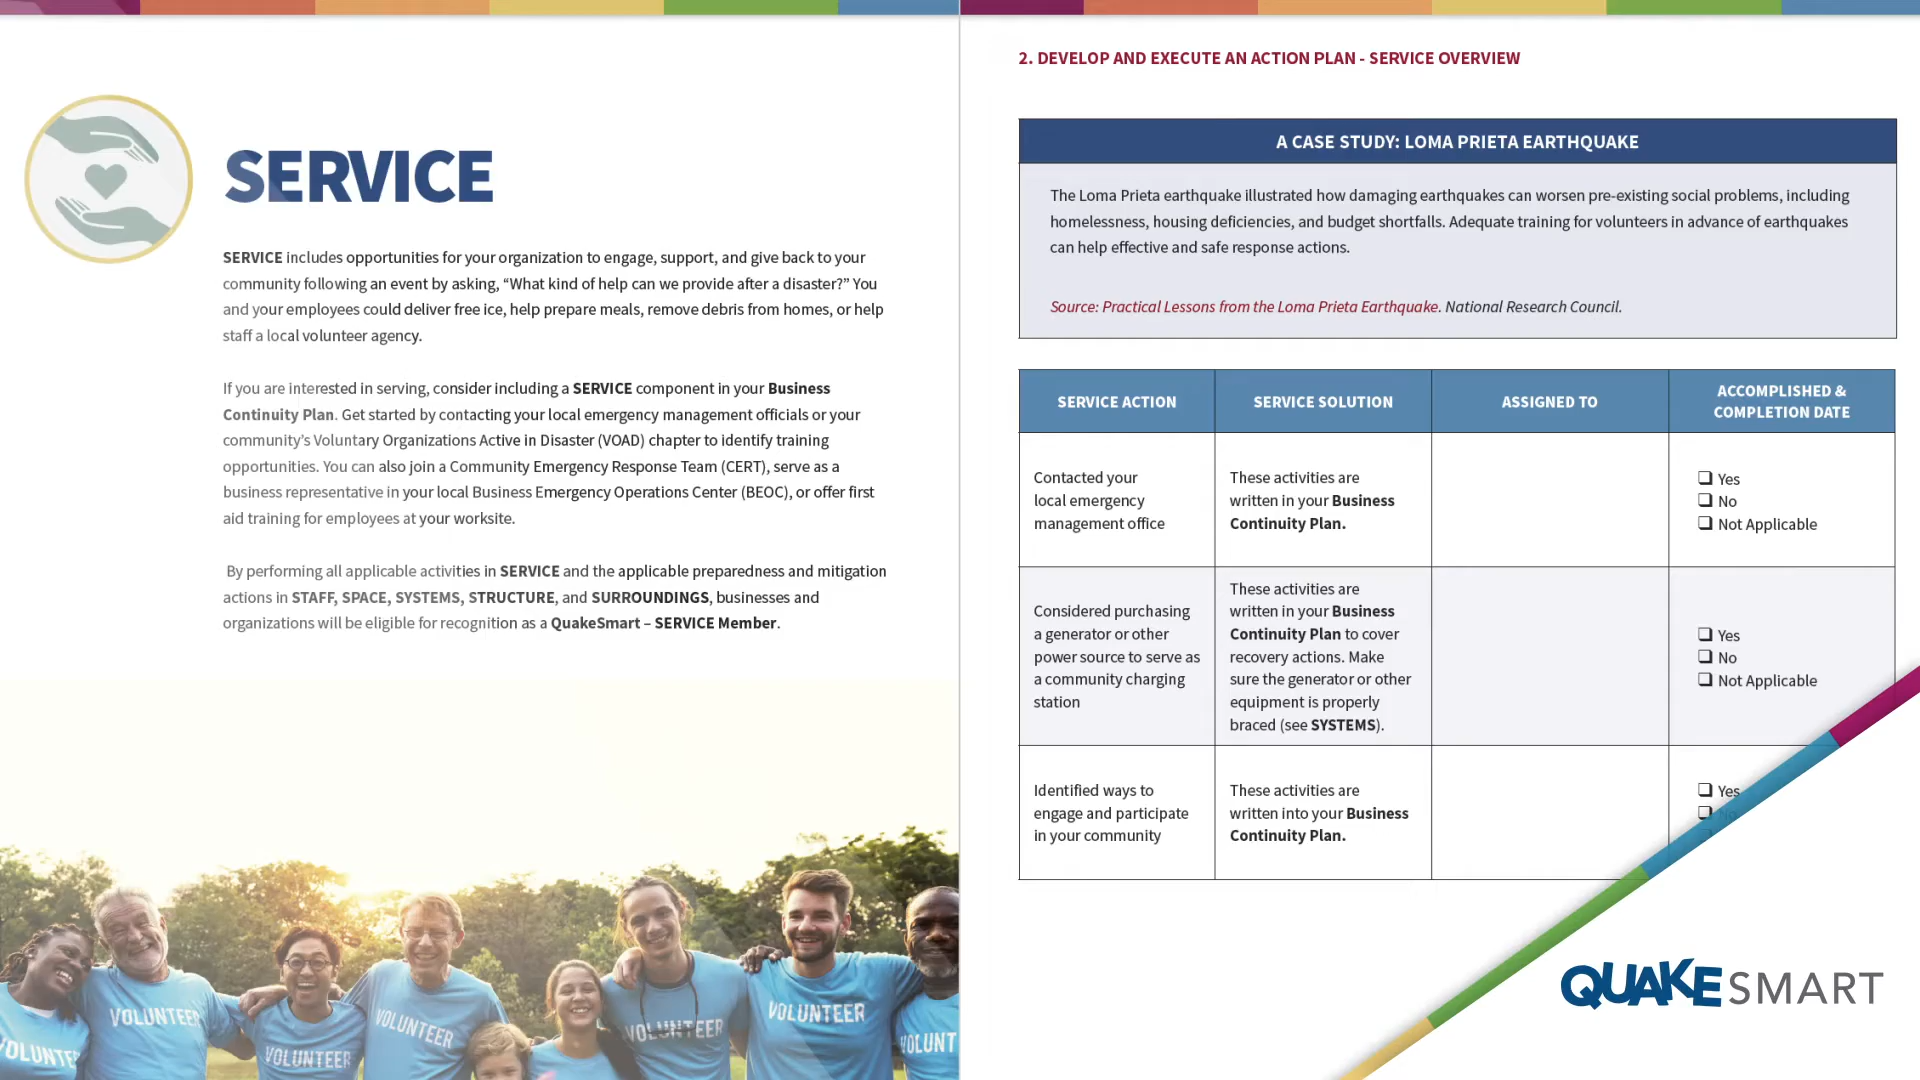 SERVICE
SERVICE includes opportunities for your organization to engage, support, and give back to your
community following an event by asking, “What kind of help can we provide after a disaster?” You
and your employees could deliver free ice, help prepare meals, remove debris from homes, or help
staff a local volunteer agency.
If you are interested in serving, consider including a SERVICE component in your Business
Continuity Plan. Get started by contacting your local emergency management officials or your
community’s Voluntary Organizations Active in Disaster (VOAD) chapter to identify training
opportunities. You can also join a Community Emergency Response Team (CERT), serve as a
business representative in your local Business Emergency Operations Center (BEOC), or offer first
aid training for employees at your worksite.
By performing all applicable activities in SERVICE and the applicable preparedness and mitigation
actions in STAFF, SPACE, SYSTEMS, STRUCTURE, and SURROUNDINGS, businesses and
organizations will be eligible for recognition as a QuakeSmart – SERVICE Member.
VOLUNTEER
VOLUNTEER
VOLUNTEER
VOLUNTEER
VOLUNTEER
2. DEVELOP AND EXECUTE AN ACTION PLAN - SERVICE OVERVIEW
A CASE STUDY: LOMA PRIETA EARTHQUAKE
The Loma Prieta earthquake illustrated how damaging earthquakes can worsen pre-existing social problems, including
homelessness, housing deficiencies, and budget shortfalls. Adequate training for volunteers in advance of earthquakes
can help effective and safe response actions.
Source: Practical Lessons from the Loma Prieta Earthquake. National Research Council.
SERVICE ACTION
SERVICE SOLUTION
ASSIGNED TO
ACCOMPLISHED &
COMPLETION DATE
Contacted your
local emergency
management office
These activities are
written in your Business
Continuity Plan.
❑ Yes
❑ No
❑ Not Applicable
Considered purchasing
a generator or other
power source to serve as
a community charging
station
These activities are
written in your Business
Continuity Plan to cover
recovery actions. Make
sure the generator or other
equipment is properly
braced (see SYSTEMS).
❑ Yes
❑ No
❑ Not Applicable
Identified ways to
engage and participate
in your community
These activities are
written into your Business
Continuity Plan.
❑ Yes
❑ No
QUAKESMART